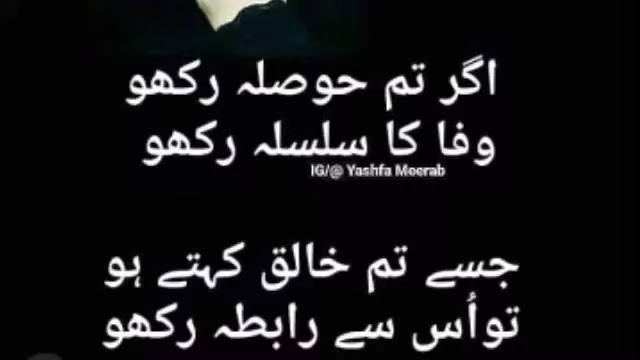 اگر تم حوصلہ رکھو
وفا کا سلسلہ رکھو
IG/@ Yashfa Meerab
جسے تم خالق کہتے ہو
تو اُس سے رابطہ رکھو